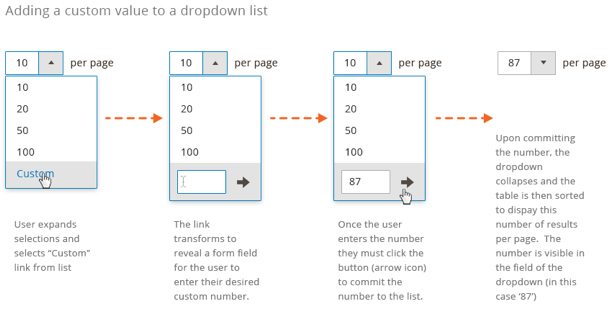 Adding a custom value to a dropdown list
10 per page
10
20
50
100
Custom
User expands
selections and
selects “Custom”
link from list
10 per page
10
20
50
100
The link
transforms to
reveal a form field
for the user to
enter their desired
custom number.
10 per page
10
20
50
100
87
Once the user
enters the number
they must click the
button (arrow icon)
to commit the
number to the list.
87 per page
Upon committing
the number, the
dropdown
collapses and the
table is then sorted
to dispay this
number of results
per page. The
number is visible in
the field of the
dropdown (in this
case ‘87’)